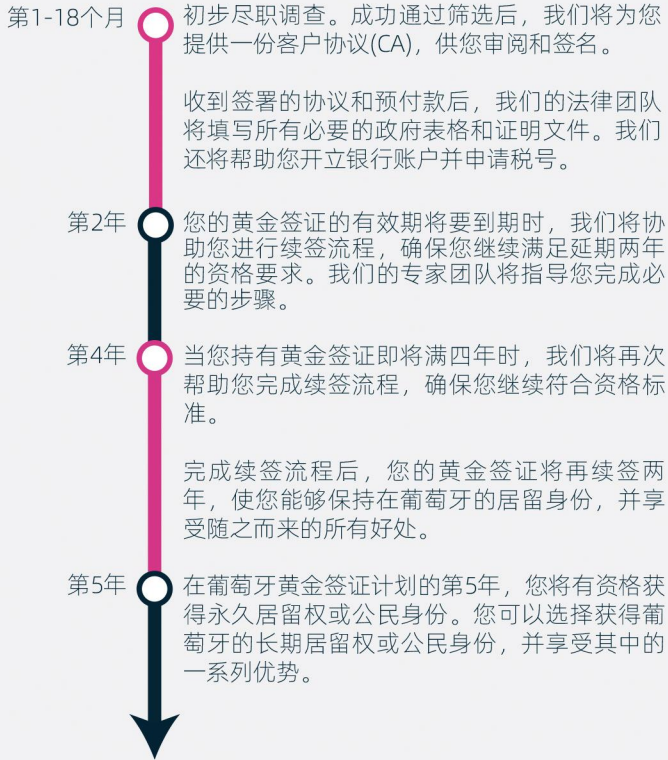 第1-18个月
初步尽职调查。成功通过筛选后，我们将为您
提供一份客户协议(CA)，供您审阅和签名。
收到签署的协议和预付款后，我们的法律团队
将填写所有必要的政府表格和证明文件。我们
还将帮助您开立银行账户并申请税号。
第2年
您的黄金签证的有效期将要到期时，我们将协
助您进行续签流程，确保您继续满足延期两年
的资格要求。我们的专家团队将指导您完成必
要的步骤。
第4年
当您持有黄金签证即将满四年时，我们将再次
帮助您完成续签流程，确保您继续符合资格标
准。
完成续签流程后，您的黄金签证将再续签两
年，使您能够保持在葡萄牙的居留身份，并享
受随之而来的所有好处。
第5年
在葡萄牙黄金签证计划的第5年，您将有资格获
得永久居留权或公民身份。您可以选择获得葡
萄牙的长期居留权或公民身份，并享受其中的
一系列优势。